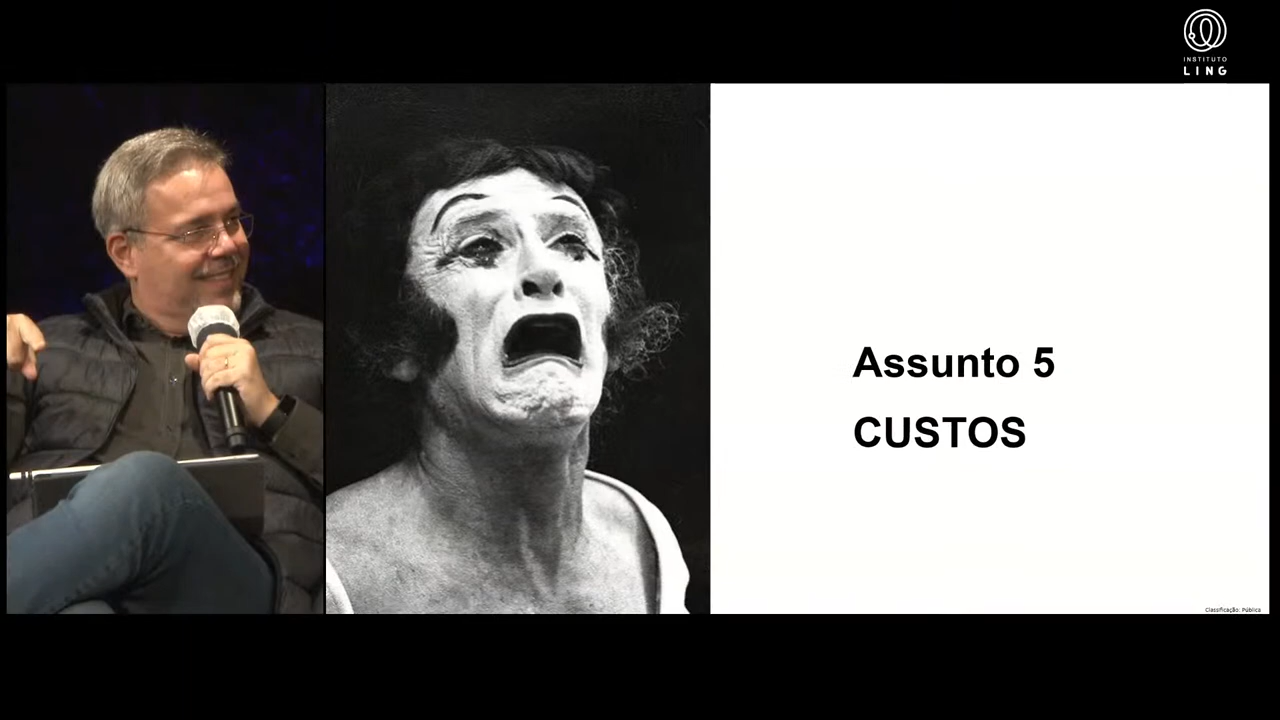 INSTITUTO
LING
Assunto 5
CUSTOS
Classificação: Pública